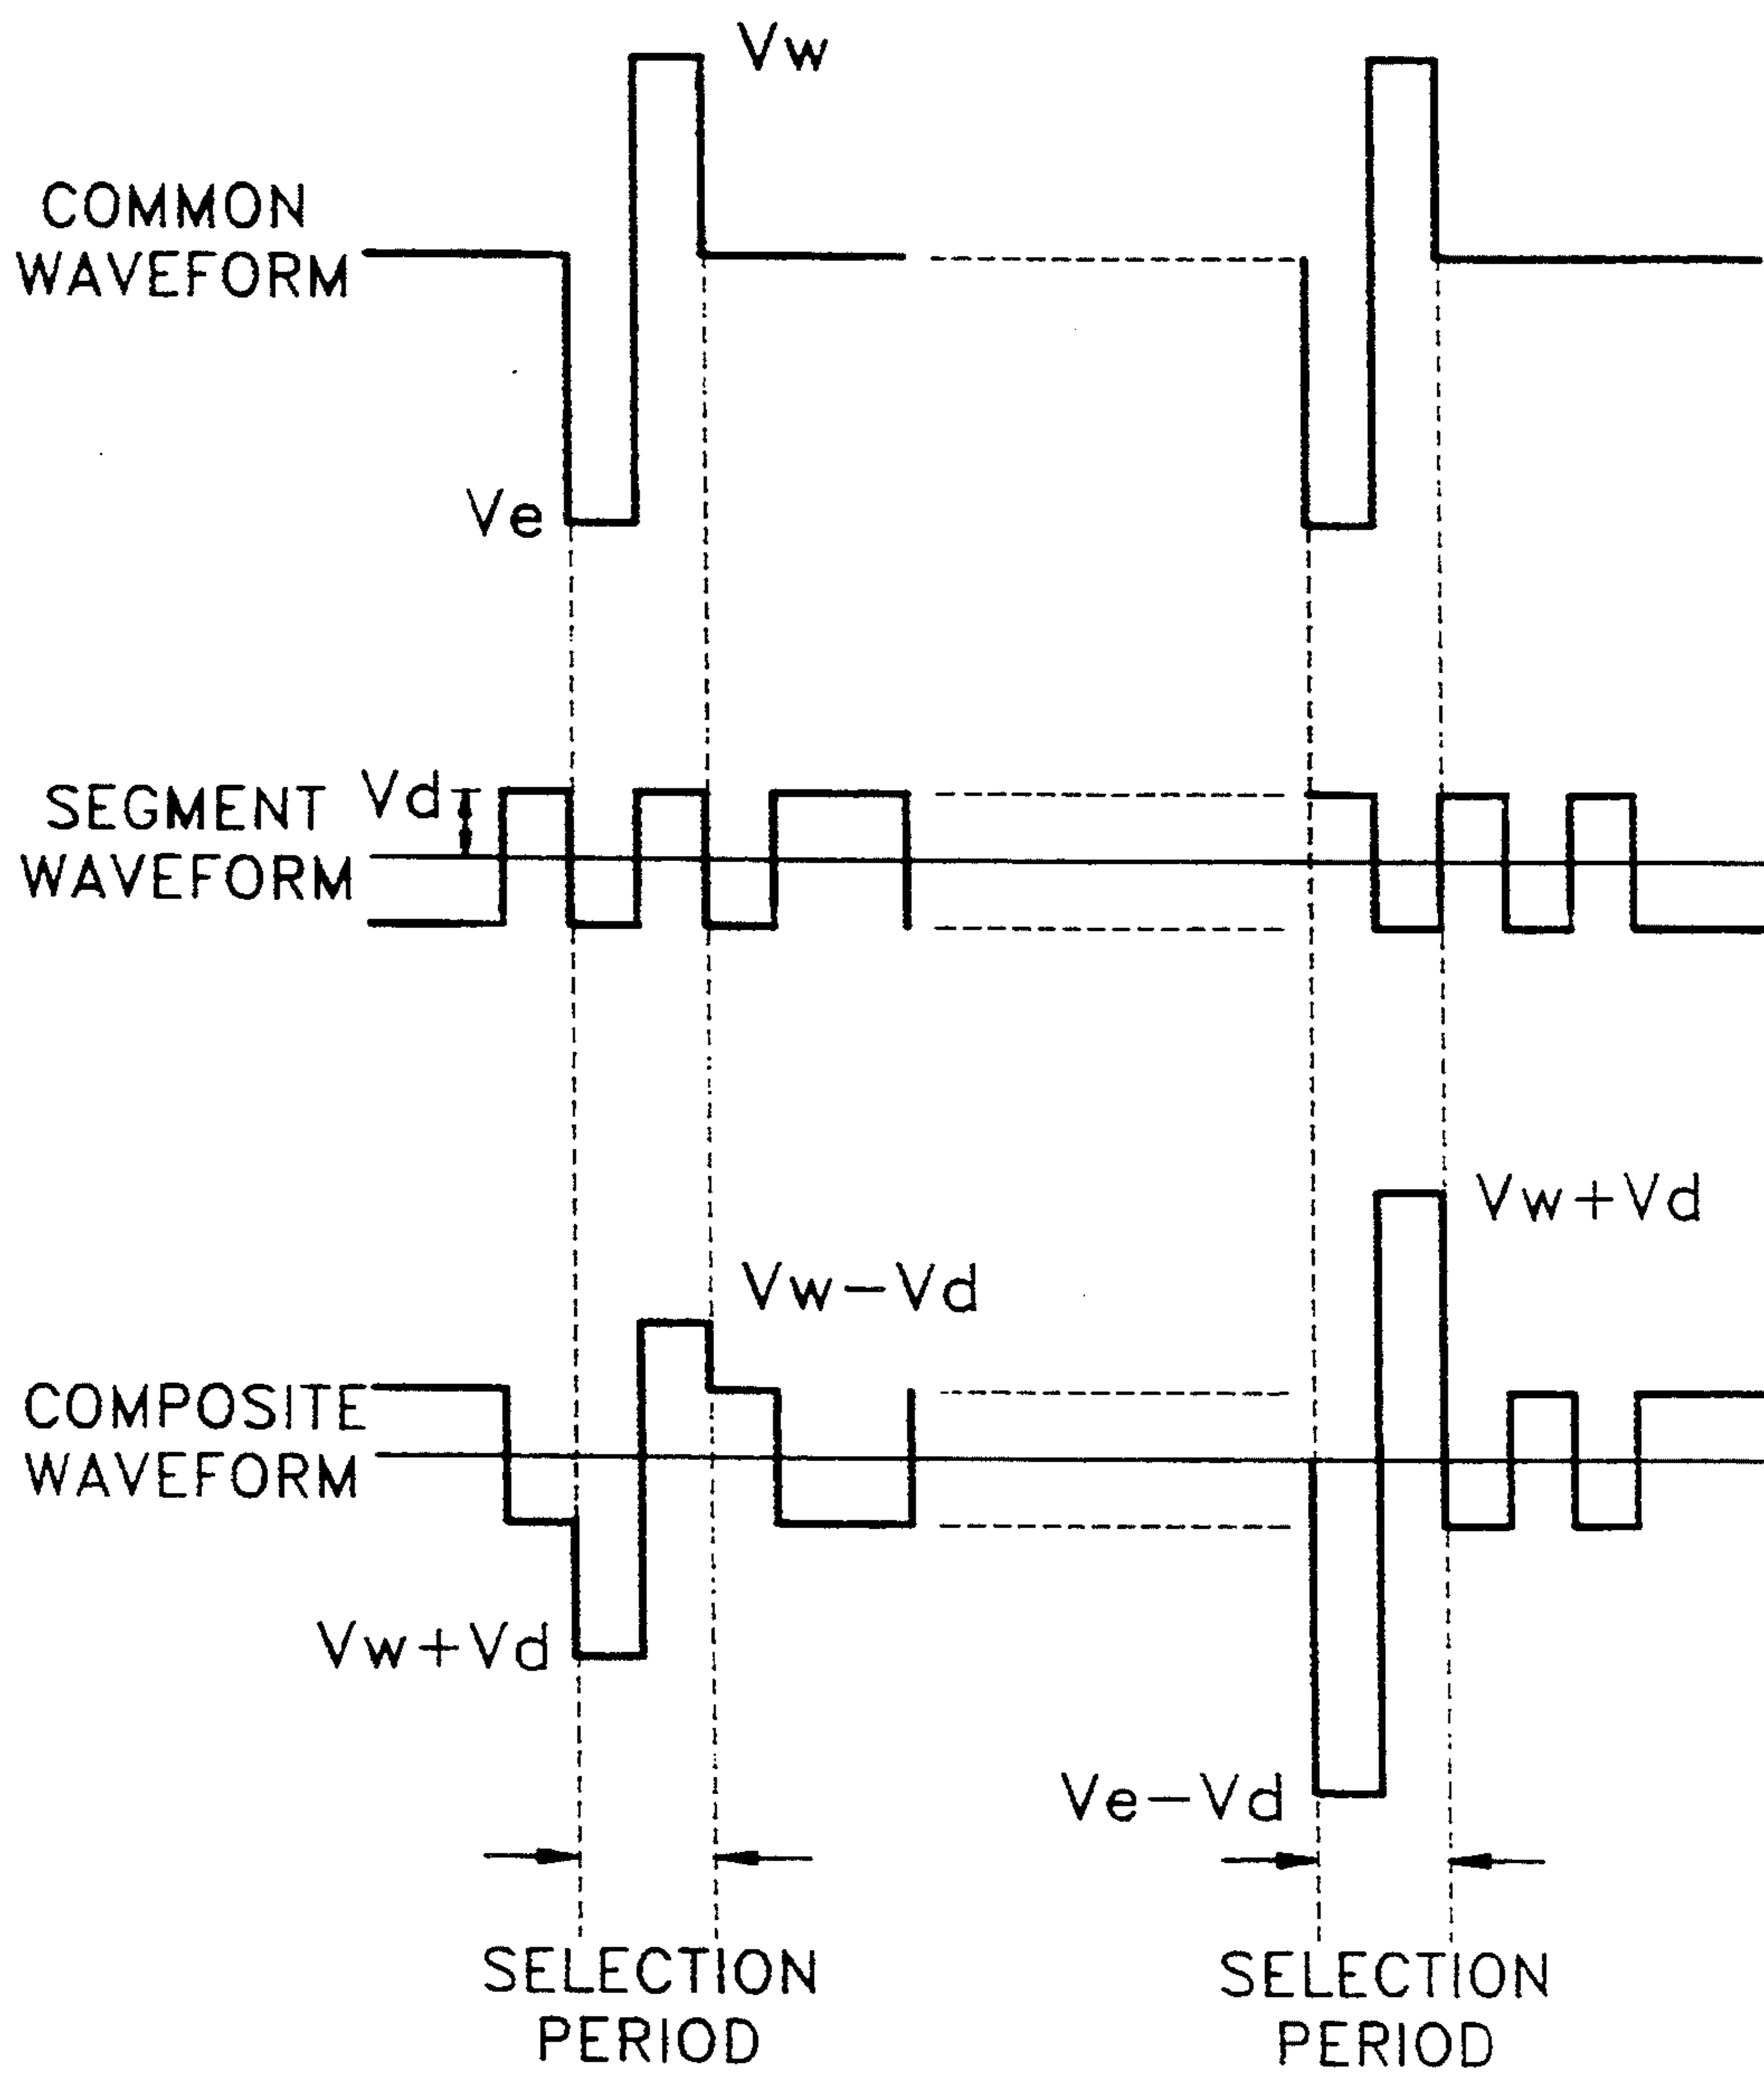 Vw
COMMON
WAVEFORM
Ve
SEGMENT
WAVEFORM
Vd
Vw+Vd
Vw−Vd
COMPOSITE
WAVEFORM
Vw+Vd
Ve−Vd
SELECTION
PERIOD
SELECTION
PERIOD